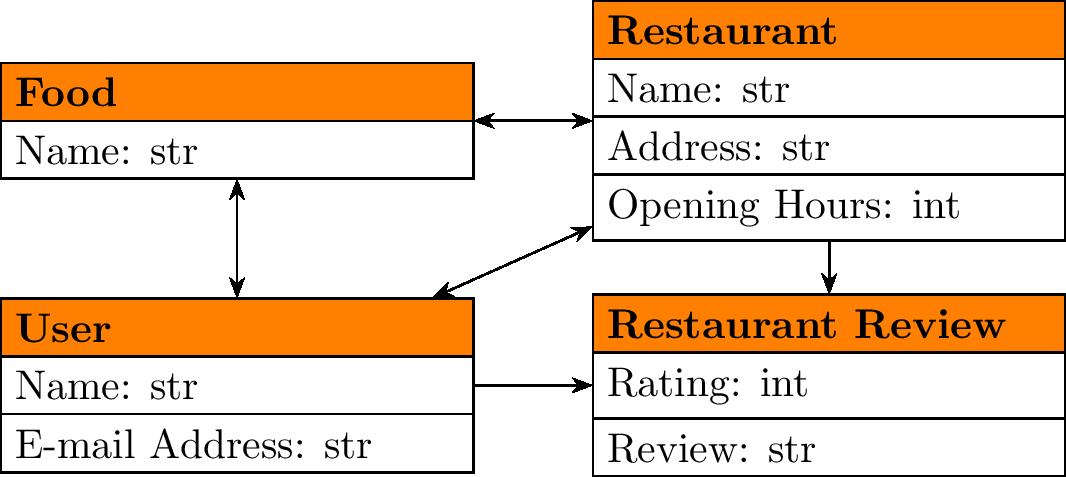 Food
Name: str
Restaurant
Name: str
Address: str
Opening Hours: int
User
Name: str
E-mail Address: str
Restaurant Review
Rating: int
Review: str